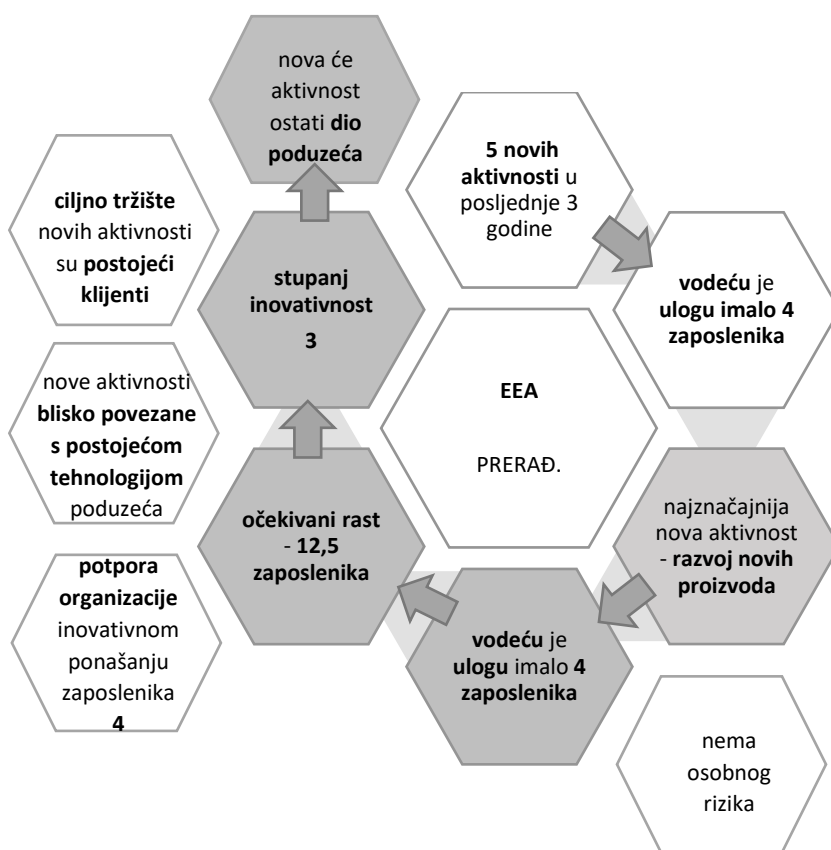 nova će
aktivnost
ostati dio
poduzeća
5 novih
aktivnosti u
posljednje 3
godine
ciljno tržište
novih aktivnosti
su postojeći
klijenti
stupanj
inovativnost
3
vodeću je
ulogu imalo 4
zaposlenika
EEA
PRERAĐ.
nove aktivnosti
blisko povezane
s postojećom
tehnologijom
poduzeća
očekivani rast
- 12,5
zaposlenika
najznačajnija
nova aktivnost
- razvoj novih
proizvoda
potpora
organizacije
inovativnom
ponašanju
zaposlenika
4
vodeću je
ulogu imalo 4
zaposlenika
nema
osobnog
rizika